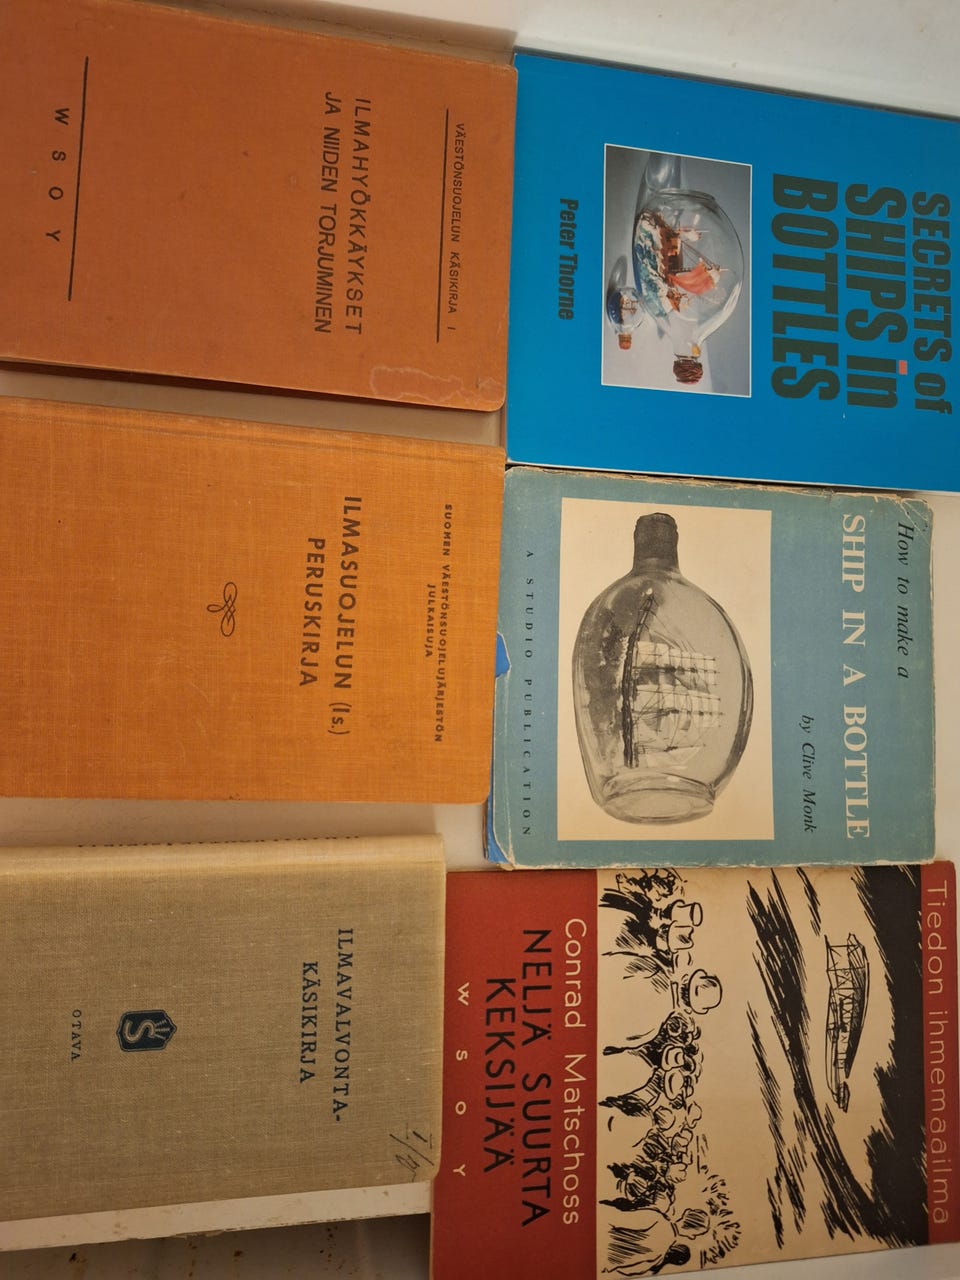 VÄESTÖNSUOJELUN KÄSIKIRJA I
ILMAHYÖKKÄYKSET
JA NIIDEN TORJUMINEN
WSOY
SECRETS of
SHIPS in
BOTTLES
Peter Thorne
SUOMEN VÄESTÖNSUOJELUJÄRJESTÖN
JULKAISUJA
ILMASUOJELUN (Is.)
PERUSKIRJA
How to make a
SHIP IN A BOTTLE
by Clive Monk
A STUDIO PUBLICATION
ILMAVALVONTA-
KÄSIKIRJA
S
OTAVA
Tiedon ihmemaailma
Conrad Matschoss
NELJÄ SUURTA
KEKSIJÄÄ
WSOY